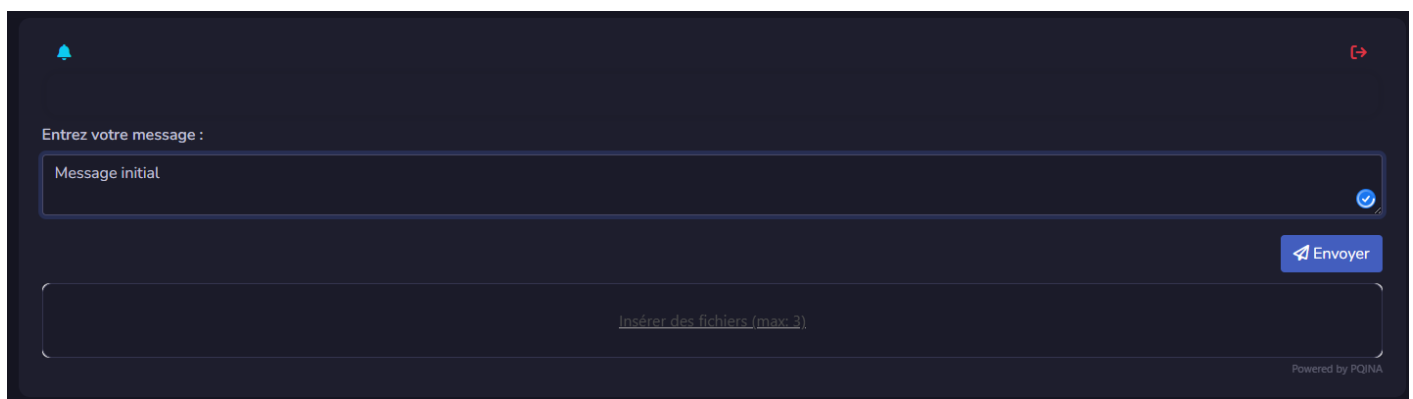 Entrez votre message :
Message initial
Envoyer
Insérer des fichiers (max: 3)
Powered by PQINA